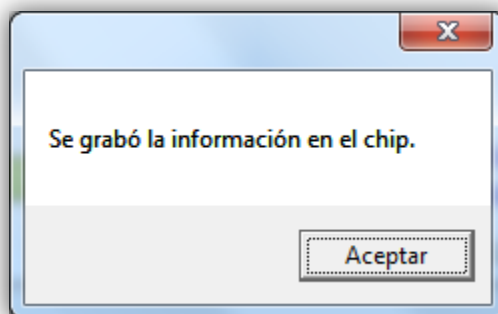 Se grabó la información en el chip.
Aceptar